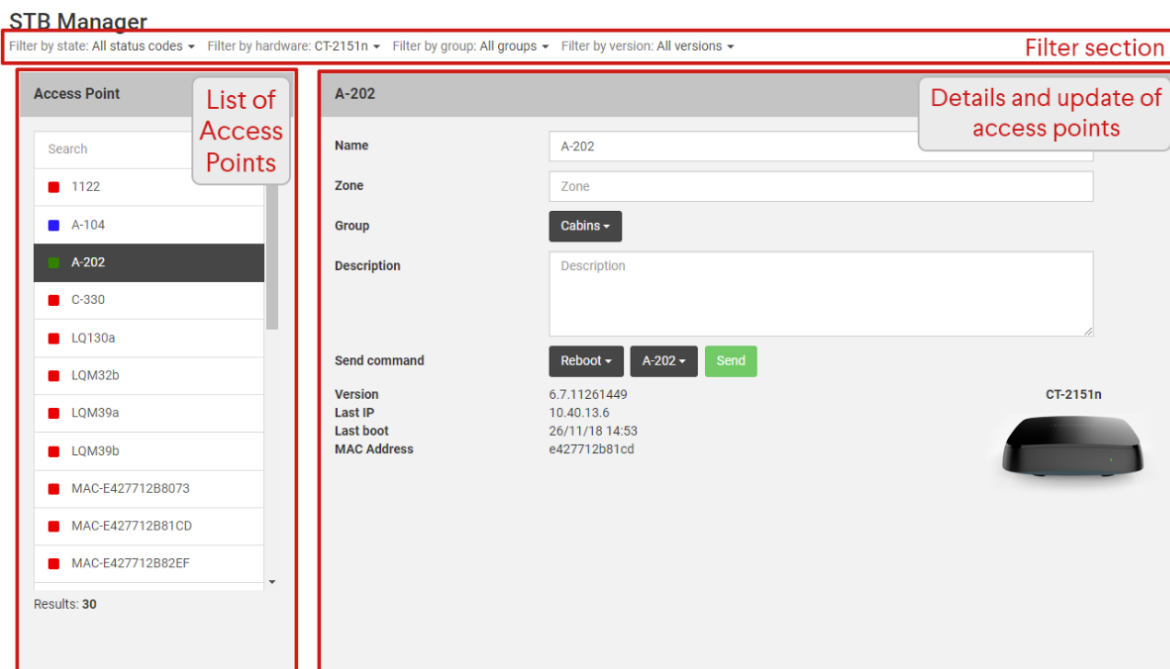 STB Manager
Filter by state: All status codes Filter by hardware: CT-2151n Filter by group: All groups Filter by version: All versions
Filter section
Access Point
List of
Access
Points
Search
1122
A-104
A-202
C-330
LQ130a
LQM32b
LQM39a
LQM39b
MAC-E427712B8073
MAC-E427712B81CD
MAC-E427712B82EF
Results: 30
A-202
Details and update of
access points
Name A-202
Zone Zone
Group Cabins
Description Description
Send command Reboot A-202 Send
Version 6.7.11261449
Last IP 10.40.13.6
Last boot 26/11/18 14:53
MAC Address e427712b81cd
CT-2151n